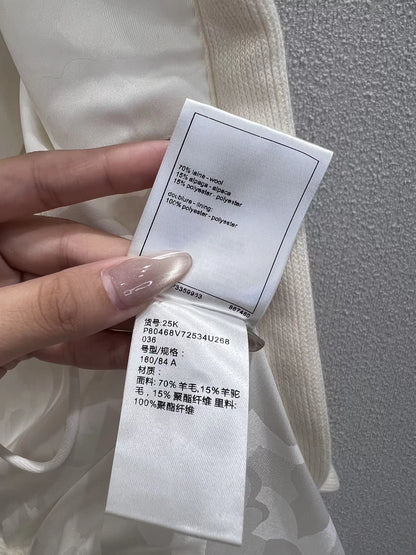 70% laine - wool
15% alpaga - alpaca
15% polyester - polyester
doublure - lining:
100% polyester - polyester
73359933 867460
货号:25K
P80468V72534U268
036
号型/规格:
160/84 A
面料: 70% 羊毛,15% 羊驼
毛,15% 聚酯纤维 里料:
100%聚酯纤维